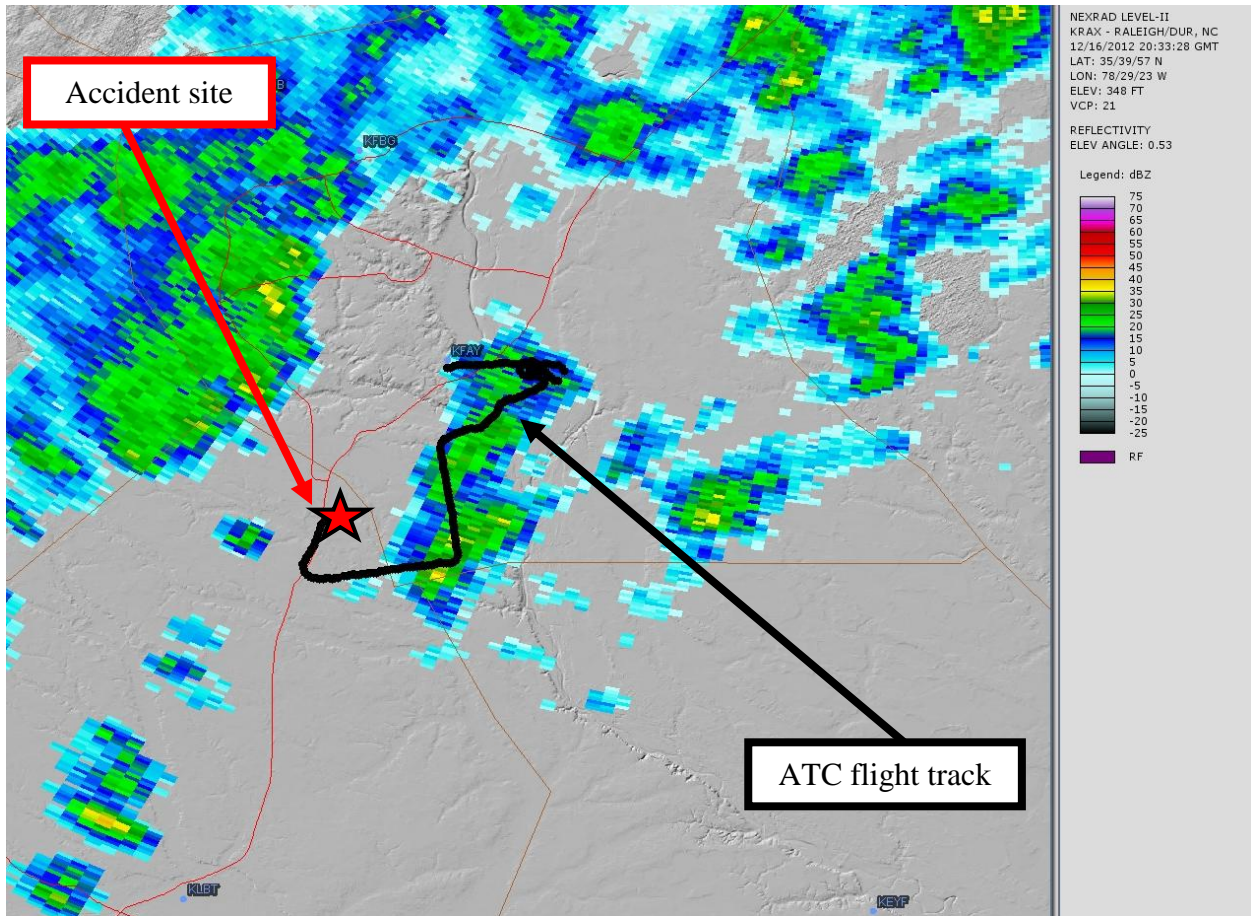 NEXRAD LEVEL-II
KRAX - RALEIGH/DUR, NC
12/16/2012 20:33:28 GMT
LAT: 35/39/57 N
LON: 78/29/23 W
ELEV: 348 FT
VCP: 21
REFLECTIVITY
ELEV ANGLE: 0.53
Legend: dBZ
75
70
65
60
55
50
45
40
35
30
25
20
15
10
5
0
-5
-10
-15
-20
-25
RF
Accident site
KFBG
KFAY
ATC flight track
KLBT
KEYF